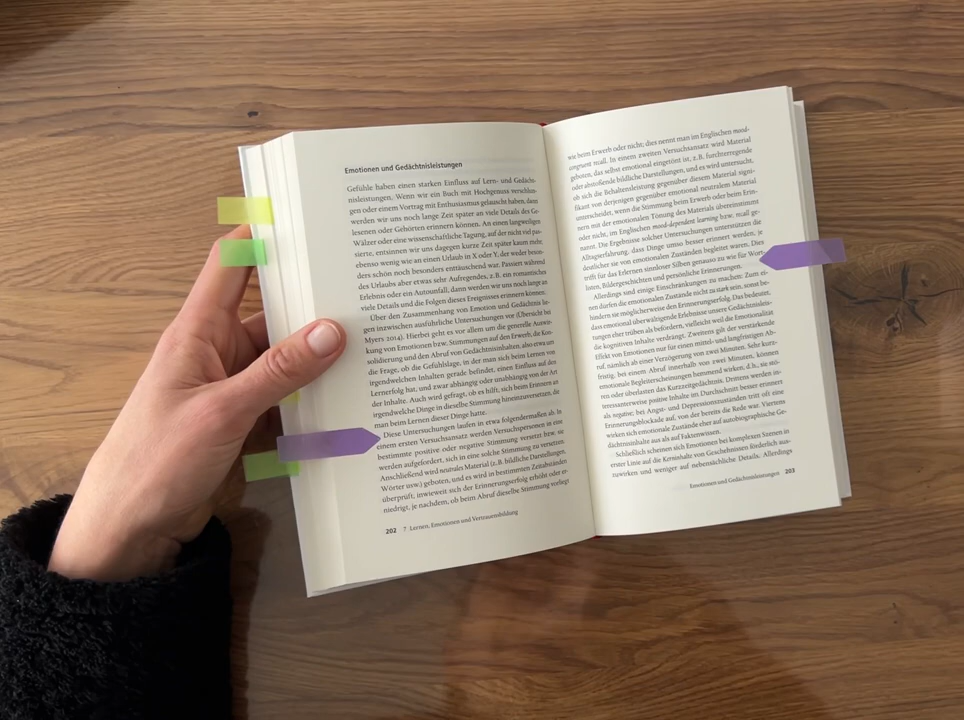 Emotionen und Gedächtnisleistungen
Gefühle haben einen starken Einfluss auf Lern- und Gedächt-
nisleistungen. Wenn wir ein Buch mit Hochgenuss verschlun-
gen oder einem Vortrag mit Enthusiasmus gelauscht haben, dann
werden wir uns noch lange Zeit später an viele Details des Ge-
lesenen oder Gehörten erinnern können. An einen langweiligen
Wälzer oder eine wissenschaftliche Tagung, auf der nicht viel pas-
sierte, entsinnen wir uns dagegen kurze Zeit später kaum mehr,
ebenso wenig wie an einen Urlaub in X oder Y, der weder beson-
ders schön noch besonders enttäuschend war. Passiert während
des Urlaubs aber etwas sehr Aufregendes, z. B. ein romantisches
Erlebnis oder ein Autounfall, dann werden wir uns noch lange an
viele Details und die Folgen dieses Ereignisses erinnern können.
Über den Zusammenhang von Emotion und Gedächtnis lie-
gen inzwischen ausführliche Untersuchungen vor (Übersicht bei
Myers 2014). Hierbei geht es vor allem um die generelle Auswir-
kung von Emotionen bzw. Stimmungen auf den Erwerb, die Kon-
solidierung und den Abruf von Gedächtnisinhalten, also etwa um
die Frage, ob die Gefühlslage, in der man sich beim Lernen von
irgendwelchen Inhalten gerade befindet, einen Einfluss auf den
Lernerfolg hat, und zwar abhängig oder unabhängig von der Art
der Inhalte. Auch wird gefragt, ob es hilft, sich beim Erinnern an
irgendwelche Dinge in dieselbe Stimmung hineinzuversetzen, die
man beim Lernen dieser Dinge hatte.
Diese Untersuchungen laufen in etwa folgendermaßen ab: In
einem ersten Versuchsansatz werden Versuchspersonen in eine
bestimmte positive oder negative Stimmung versetzt bzw. sie
werden aufgefordert, sich in eine solche Stimmung zu versetzen.
Anschließend wird neutrales Material (z. B. bildliche Darstellungen,
Wörter usw.) geboten, und es wird in bestimmten Zeitabständen
überprüft, inwieweit sich der Erinnerungserfolg erhöht oder er-
niedrigt, je nachdem, ob beim Abruf dieselbe Stimmung vorliegt
202 7 Lernen, Emotionen und Vertrauensbildung
wie beim Erwerb oder nicht; dies nennt man im Englischen mood-
congruent recall. In einem zweiten Versuchsansatz wird Material
geboten, das selbst emotional eingetönt ist, z. B. furchterregende
oder abstoßende bildliche Darstellungen, und es wird untersucht,
ob sich die Behaltensleistung gegenüber diesem Material signi-
fikant von derjenigen gegenüber emotional neutralem Material
unterscheidet, wenn die Stimmung beim Erwerb oder beim Erin-
nern mit der emotionalen Tönung des Materials übereinstimmt
oder nicht, im Englischen mood-dependent learning bzw. recall ge-
nannt. Die Ergebnisse solcher Untersuchungen unterstützen die
Alltagserfahrung, dass Dinge umso besser erinnert werden, je
deutlicher sie von emotionalen Zuständen begleitet waren. Dies
trifft für das Erlernen sinnloser Silben genauso zu wie für Wort-
listen, Bildergeschichten und persönliche Erinnerungen.
Allerdings sind einige Einschränkungen zu machen: Zum ei-
nen dürfen die emotionalen Zustände nicht zu stark sein, sonst be-
hindern sie möglicherweise den Erinnerungserfolg. Das bedeutet,
dass emotional überwältigende Erlebnisse unsere Gedächtnisleis-
tungen eher trüben als befördern, vielleicht weil die Emotionalität
die kognitiven Inhalte verdrängt. Zweitens gilt der verstärkende
Effekt von Emotionen nur für einen mittel- und langfristigen Ab-
ruf, nämlich ab einer Verzögerung von zwei Minuten. Sehr kurz-
fristig, bei einem Abruf innerhalb von zwei Minuten, können
emotionale Begleiterscheinungen hemmend wirken; d. h., sie stö-
ren oder überlasten das Kurzzeitgedächtnis. Drittens werden in-
teressanterweise positive Inhalte im Durchschnitt besser erinnert
als negative; bei Angst- und Depressionszuständen tritt oft eine
Erinnerungsblockade auf, von der bereits die Rede war. Viertens
wirken sich emotionale Zustände eher auf autobiographische Ge-
dächtnisinhalte aus als auf Faktenwissen.
Schließlich scheinen sich Emotionen bei komplexen Szenen in
erster Linie auf die Kerninhalte von Geschehnissen förderlich aus-
zuwirken und weniger auf nebensächliche Details. Allerdings
Emotionen und Gedächtnisleistungen 203